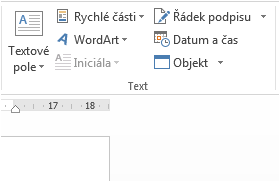 Textové
pole
Rychlé části
WordArt
Iniciála
Řádek podpisu
Datum a čas
Objekt
Text
17 18